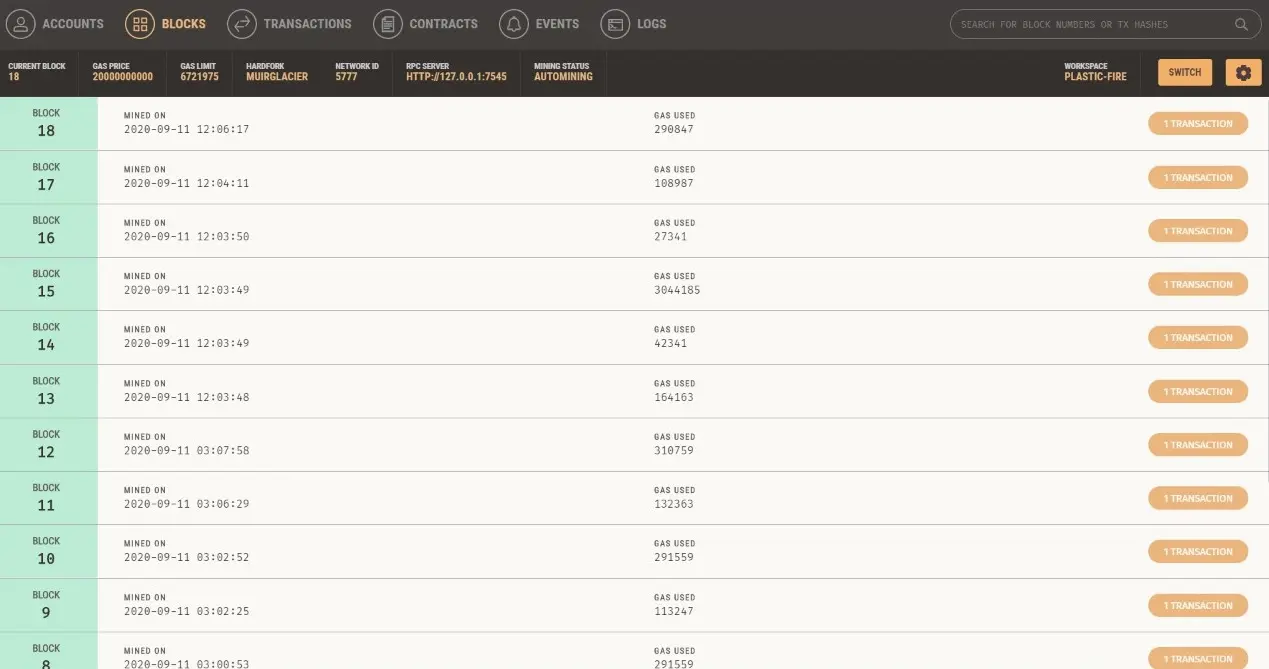 ACCOUNTS BLOCKS TRANSACTIONS CONTRACTS EVENTS LOGS SEARCH FOR BLOCK NUMBERS OR TX HASHES
CURRENT BLOCK GAS PRICE GAS LIMIT HARDFORK NETWORK ID RPC SERVER MINING STATUS WORKSPACE
18 20000000000 6721975 MUIRGLACIER 5777 HTTP://127.0.0.1:7545 AUTOMINING PLASTIC-FIRE SWITCH
BLOCK MINED ON GAS USED
18 2020-09-11 12:06:17 290847 1 TRANSACTION
BLOCK MINED ON GAS USED
17 2020-09-11 12:04:11 108987 1 TRANSACTION
BLOCK MINED ON GAS USED
16 2020-09-11 12:03:50 27341 1 TRANSACTION
BLOCK MINED ON GAS USED
15 2020-09-11 12:03:49 3044185 1 TRANSACTION
BLOCK MINED ON GAS USED
14 2020-09-11 12:03:49 42341 1 TRANSACTION
BLOCK MINED ON GAS USED
13 2020-09-11 12:03:48 164163 1 TRANSACTION
BLOCK MINED ON GAS USED
12 2020-09-11 03:07:58 310759 1 TRANSACTION
BLOCK MINED ON GAS USED
11 2020-09-11 03:06:29 132363 1 TRANSACTION
BLOCK MINED ON GAS USED
10 2020-09-11 03:02:52 291559 1 TRANSACTION
BLOCK MINED ON GAS USED
9 2020-09-11 03:02:25 113247 1 TRANSACTION
BLOCK MINED ON GAS USED
8 2020-09-11 03:00:53 291559 1 TRANSACTION